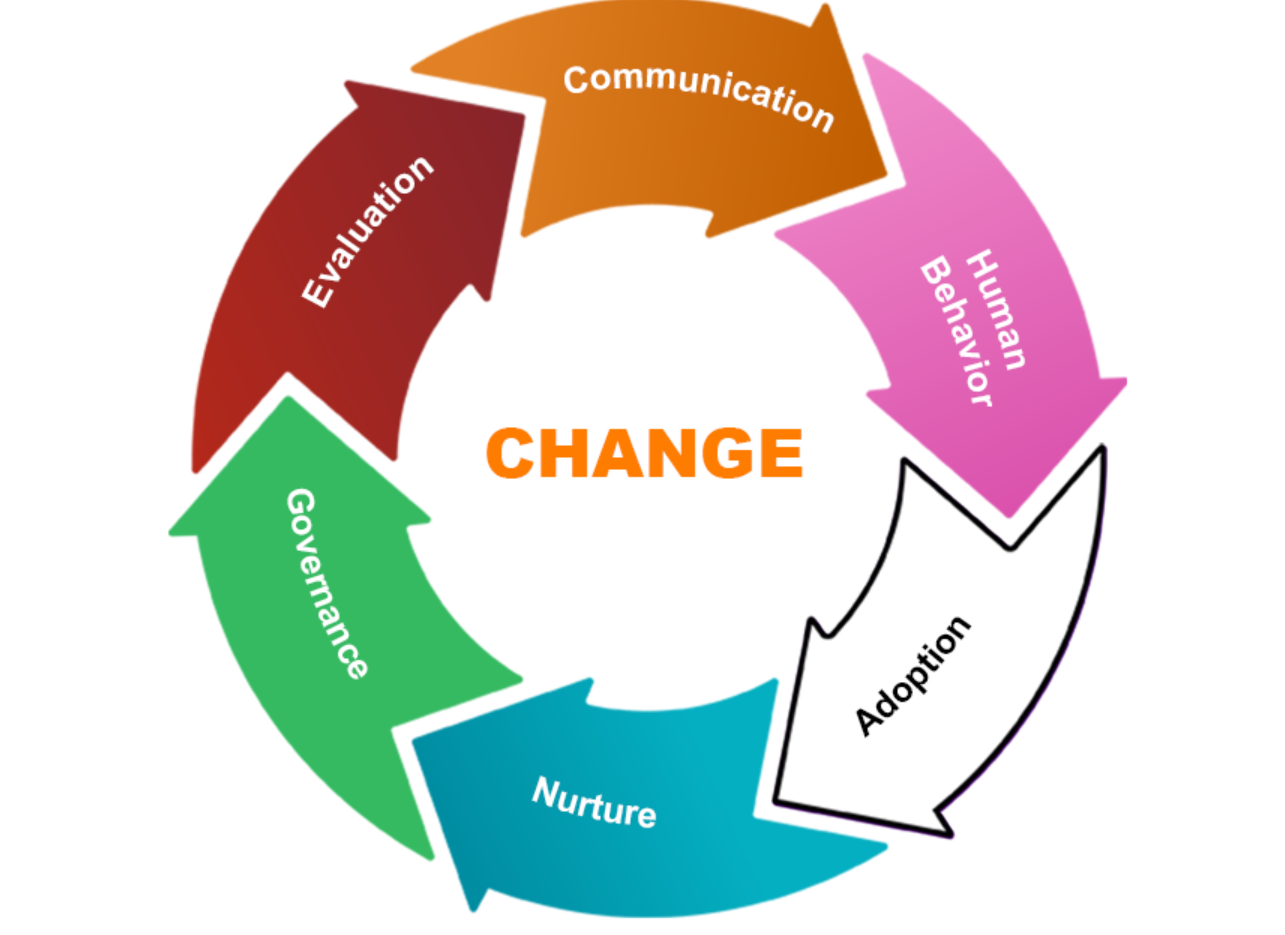 Communication
Human
Behavior
Adoption
Nurture
Governance
Evaluation
CHANGE